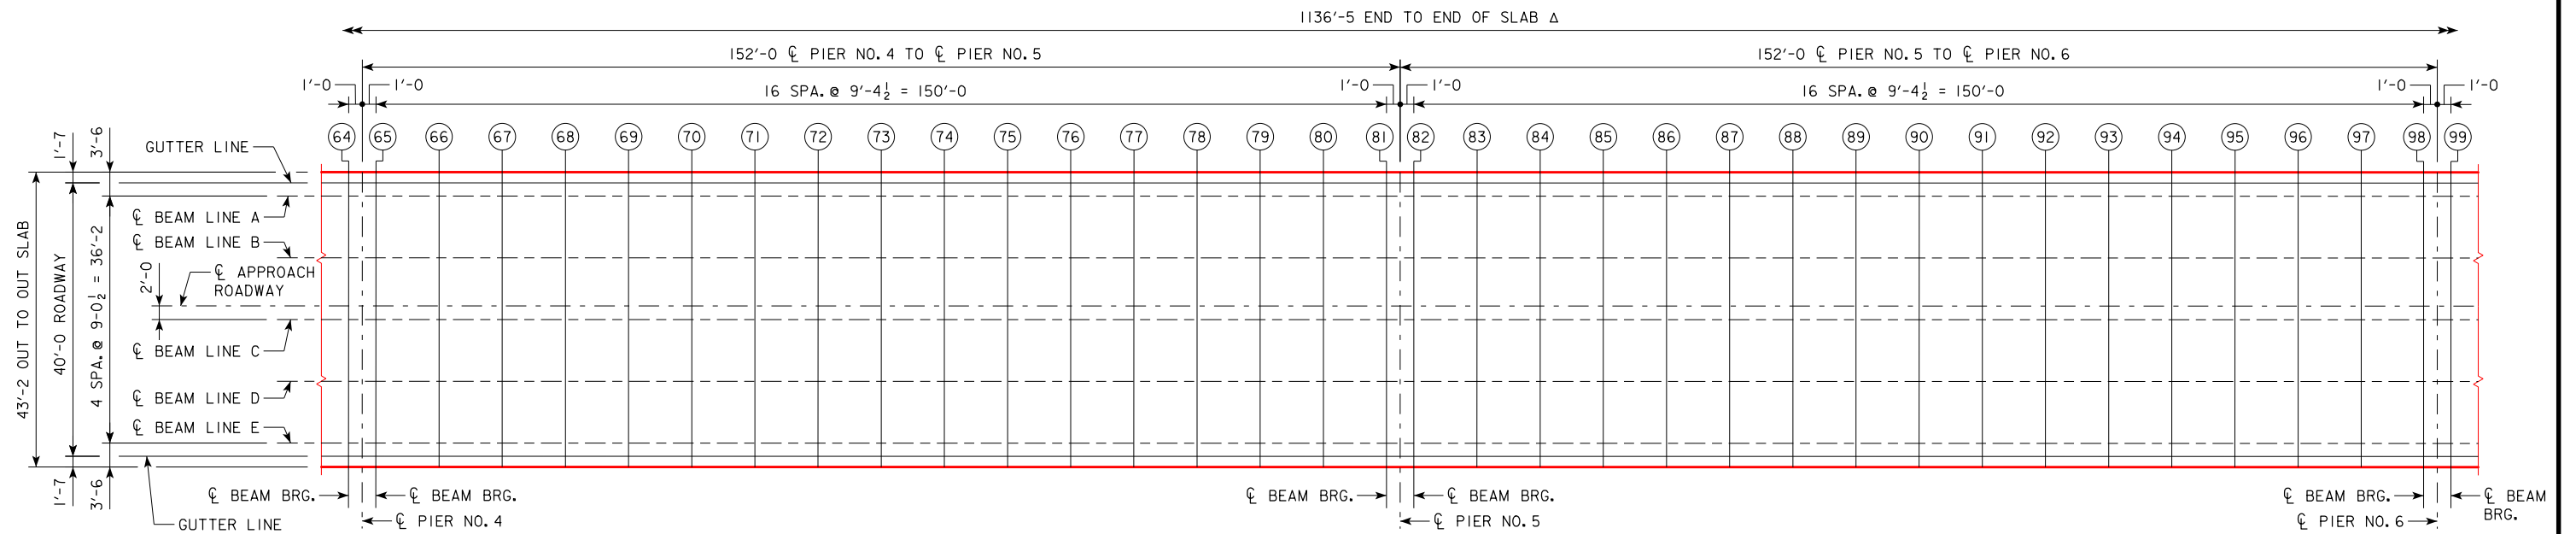 1136'-5 END TO END OF SLAB Δ
152'-0 ℄ PIER NO. 4 TO ℄ PIER NO. 5
152'-0 ℄ PIER NO. 5 TO ℄ PIER NO. 6
1'-0
1'-0
16 SPA. @ 9'-4½ = 150'-0
1'-0
1'-0
16 SPA. @ 9'-4½ = 150'-0
1'-0
1'-0
64
65
66
67
68
69
70
71
72
73
74
75
76
77
78
79
80
81
82
83
84
85
86
87
88
89
90
91
92
93
94
95
96
97
98
99
1'-7
3'-6
GUTTER LINE
℄ BEAM LINE A
℄ BEAM LINE B
℄ APPROACH
ROADWAY
2'-0
℄ BEAM LINE C
℄ BEAM LINE D
℄ BEAM LINE E
43'-2 OUT TO OUT SLAB
40'-0 ROADWAY
4 SPA. @ 9-0½ = 36'-2
1'-7
3'-6
GUTTER LINE
℄ BEAM BRG.
℄ BEAM BRG.
℄ PIER NO. 4
℄ BEAM BRG.
℄ BEAM BRG.
℄ PIER NO. 5
℄ BEAM BRG.
℄ BEAM
BRG.
℄ PIER NO. 6